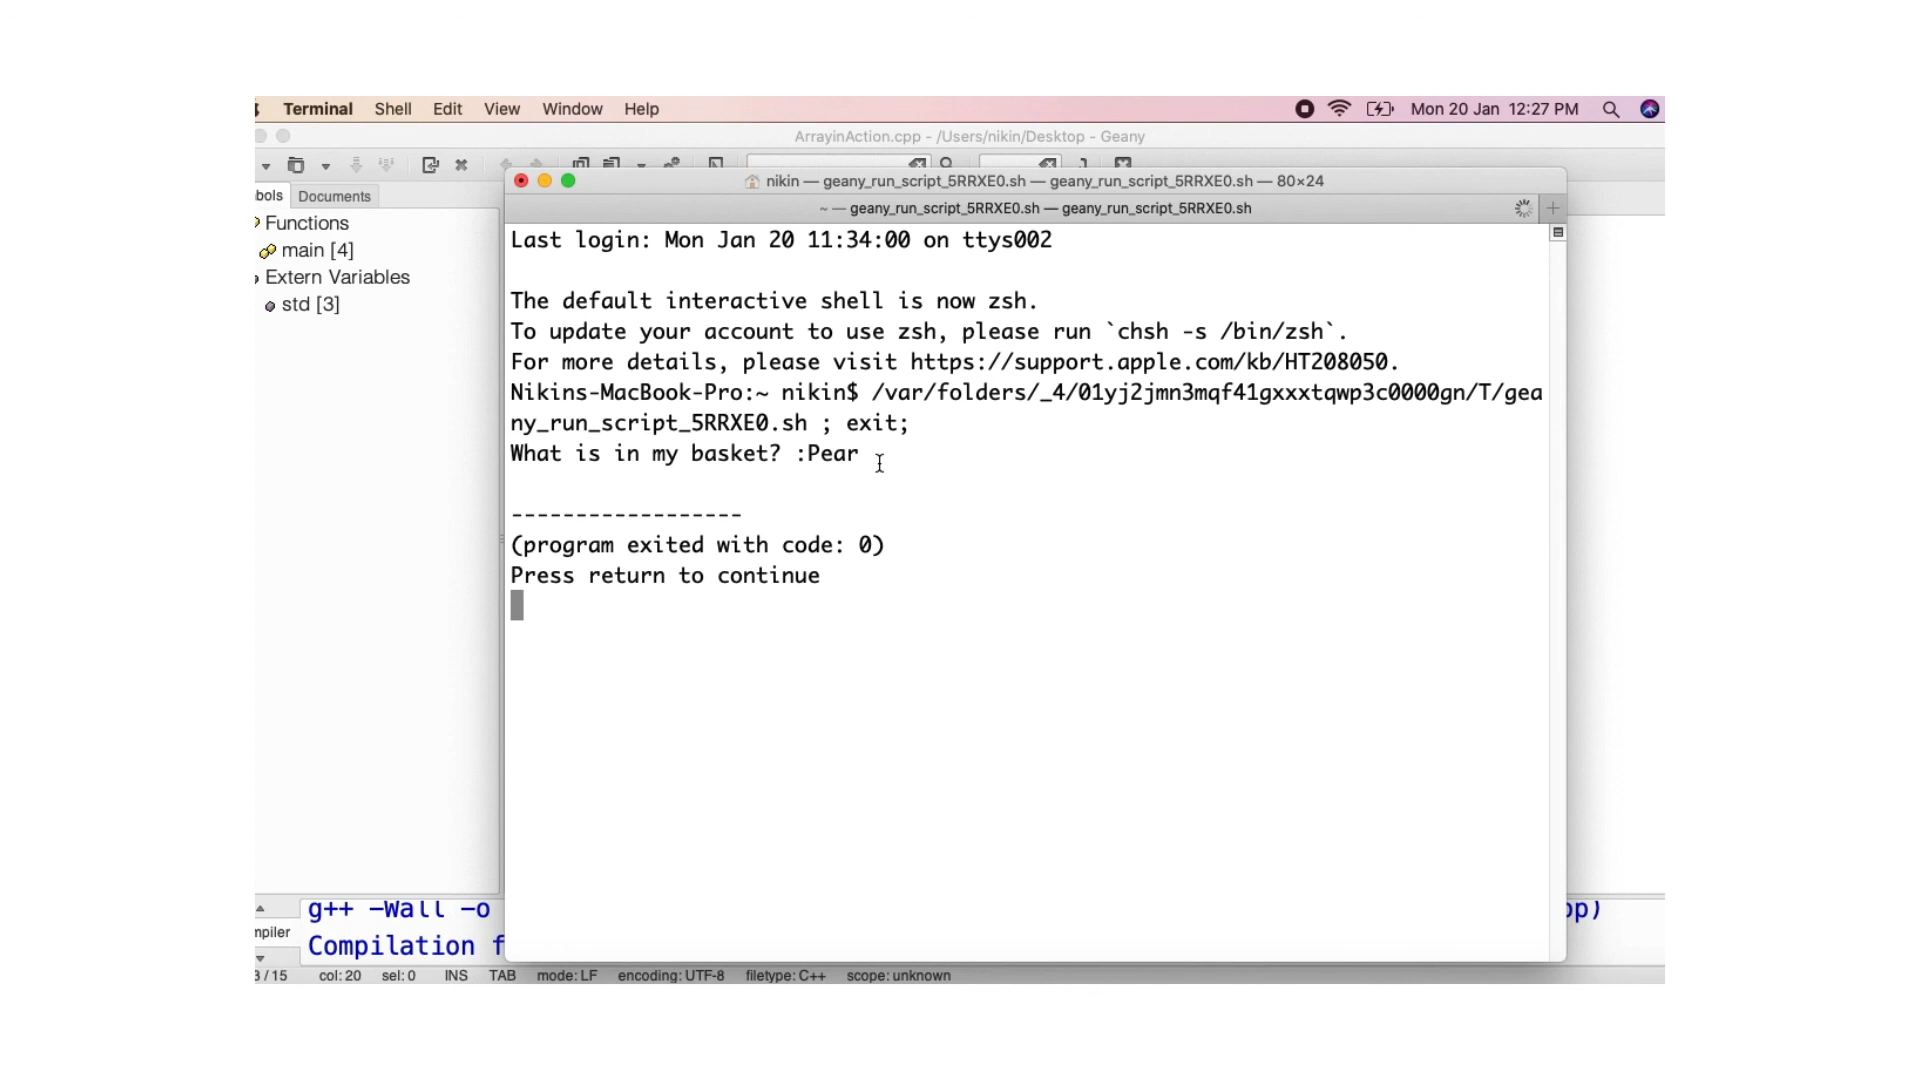 Terminal Shell Edit View Window Help Mon 20 Jan 12:27 PM
ArrayinAction.cpp - /Users/nikin/Desktop - Geany
nikin — geany_run_script_5RRXE0.sh — geany_run_script_5RRXE0.sh — 80×24
bols Documents
~ — geany_run_script_5RRXE0.sh — geany_run_script_5RRXE0.sh
Functions
main [4]
Extern Variables
std [3]
Last login: Mon Jan 20 11:34:00 on ttys002
The default interactive shell is now zsh.
To update your account to use zsh, please run `chsh -s /bin/zsh`.
For more details, please visit https://support.apple.com/kb/HT208050.
Nikins-MacBook-Pro:~ nikin$ /var/folders/_4/01yj2jmn3mqf41gxxxtqwp3c0000gn/T/gea
ny_run_script_5RRXE0.sh ; exit;
What is in my basket? :Pear
------------------
(program exited with code: 0)
Press return to continue
g++ -Wall -o op)
mpiler
Compilation f
3 / 15 col: 20 sel: 0 INS TAB mode: LF encoding: UTF-8 filetype: C++ scope: unknown